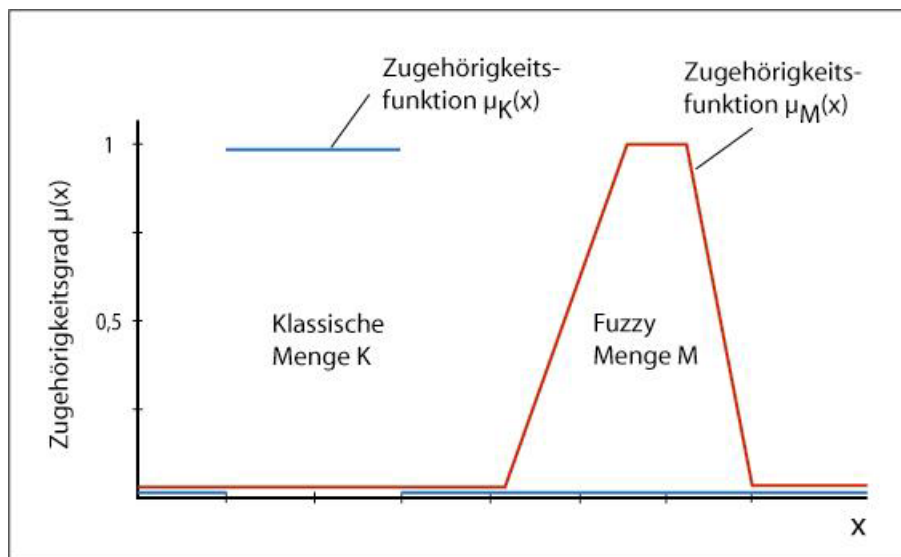 Zugehörigkeits-
funktion μK(x)
Zugehörigkeits-
funktion μM(x)
1
Zugehörigkeitsgrad μ(x)
0,5
Klassische
Menge K
Fuzzy
Menge M
x